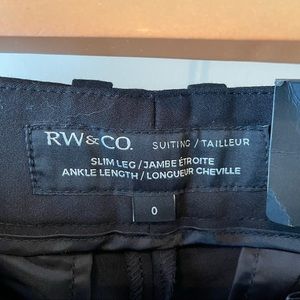 RW&CO. SUITING / TAILLEUR
SLIM LEG / JAMBE ÉTROITE
ANKLE LENGTH / LONGUEUR CHEVILLE
0